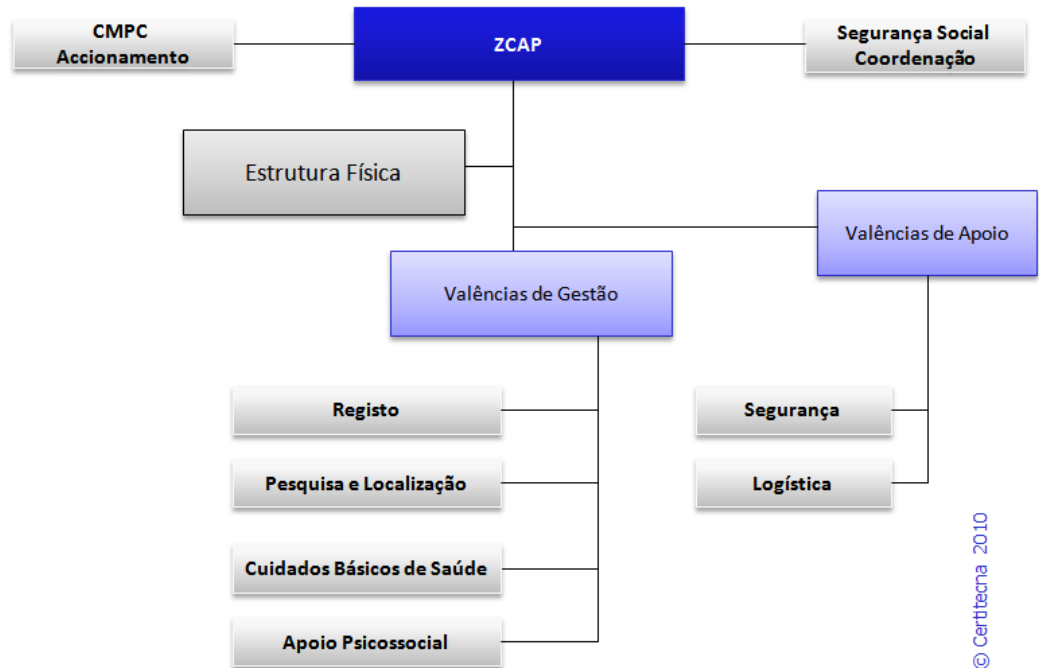 CMPC
Accionamento
ZCAP
Segurança Social
Coordenação
Estrutura Física
Valências de Apoio
Valências de Gestão
Registo
Segurança
Pesquisa e Localização
Logística
Cuidados Básicos de Saúde
Apoio Psicossocial
© Certitecna 2010